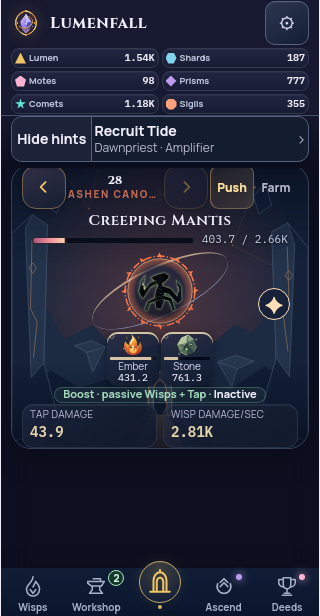 LUMENFALL
Lumen 1.54K
Shards 187
Motes 98
Prisms 777
Comets 1.18K
Sigils 355
Hide hints
Recruit Tide
Dawnpriest · Amplifier
28
ASHEN CANO...
Push
Farm
CREEPING MANTIS
403.7 / 2.66K
Ember
431.2
Stone
761.3
Boost · passive Wisps + Tap · Inactive
TAP DAMAGE
43.9
WISP DAMAGE/SEC
2.81K
2
Wisps
Workshop
Ascend
Deeds